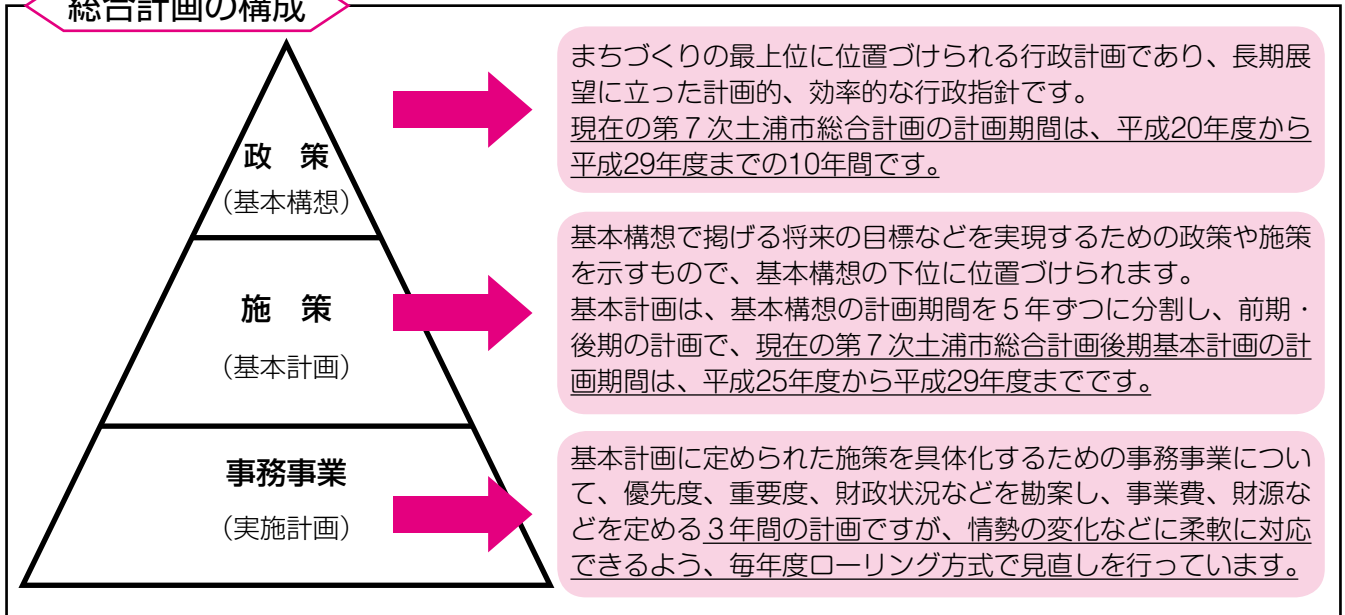 総合計画の構成
政　策
（基本構想）
まちづくりの最上位に位置づけられる行政計画であり、長期展
望に立った計画的、効率的な行政指針です。
現在の第７次土浦市総合計画の計画期間は、平成20年度から
平成29年度までの10年間です。
施　策
（基本計画）
基本構想で掲げる将来の目標などを実現するための政策や施策
を示すもので、基本構想の下位に位置づけられます。
基本計画は、基本構想の計画期間を５年ずつに分割し、前期・
後期の計画で、現在の第７次土浦市総合計画後期基本計画の計
画期間は、平成25年度から平成29年度までです。
事務事業
（実施計画）
基本計画に定められた施策を具体化するための事務事業につい
て、優先度、重要度、財政状況などを勘案し、事業費、財源な
どを定める３年間の計画ですが、情勢の変化などに柔軟に対応
できるよう、毎年度ローリング方式で見直しを行っています。